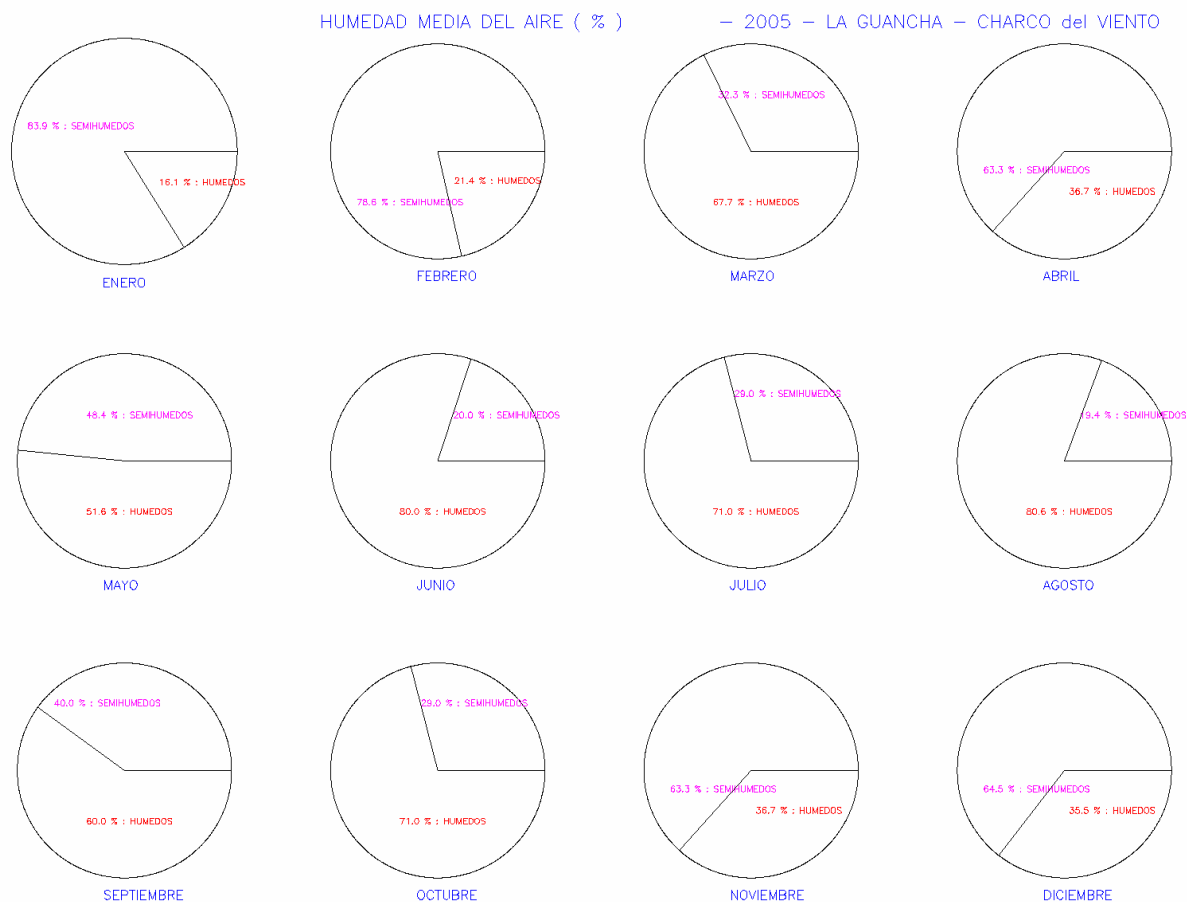 HUMEDAD MEDIA DEL AIRE ( % ) - 2005 - LA GUANCHA - CHARCO del VIENTO
83.9 % : SEMIHUMEDOS
16.1 % : HUMEDOS
ENERO
78.6 % : SEMIHUMEDOS
21.4 % : HUMEDOS
FEBRERO
32.3 % : SEMIHUMEDOS
67.7 % : HUMEDOS
MARZO
63.3 % : SEMIHUMEDOS
36.7 % : HUMEDOS
ABRIL
48.4 % : SEMIHUMEDOS
51.6 % : HUMEDOS
MAYO
20.0 % : SEMIHUMEDOS
80.0 % : HUMEDOS
JUNIO
29.0 % : SEMIHUMEDOS
71.0 % : HUMEDOS
JULIO
19.4 % : SEMIHUMEDOS
80.6 % : HUMEDOS
AGOSTO
40.0 % : SEMIHUMEDOS
60.0 % : HUMEDOS
SEPTIEMBRE
29.0 % : SEMIHUMEDOS
71.0 % : HUMEDOS
OCTUBRE
63.3 % : SEMIHUMEDOS
36.7 % : HUMEDOS
NOVIEMBRE
64.5 % : SEMIHUMEDOS
35.5 % : HUMEDOS
DICIEMBRE